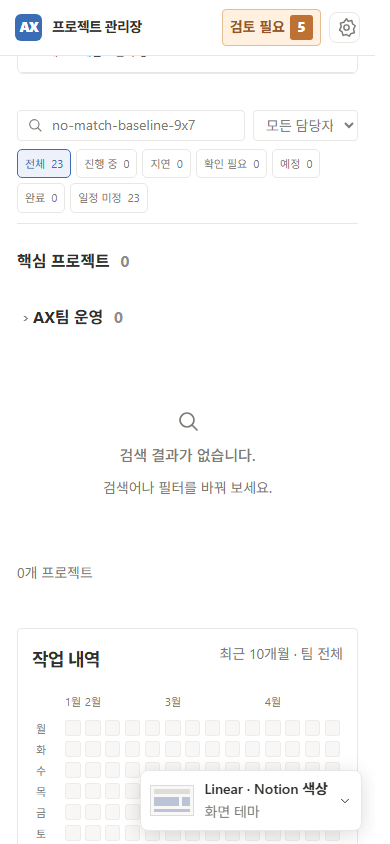 AX 프로젝트 관리장 검토 필요 5
no-match-baseline-9x7 모든 담당자
전체 23 진행 중 0 지연 0 확인 필요 0 예정 0
완료 0 일정 미정 23
핵심 프로젝트 0
› AX팀 운영 0
검색 결과가 없습니다.
검색어나 필터를 바꿔 보세요.
0개 프로젝트
작업 내역 최근 10개월 · 팀 전체
1월 2월 3월 4월
월
화
수
목
금
토
Linear · Notion 색상
화면 테마